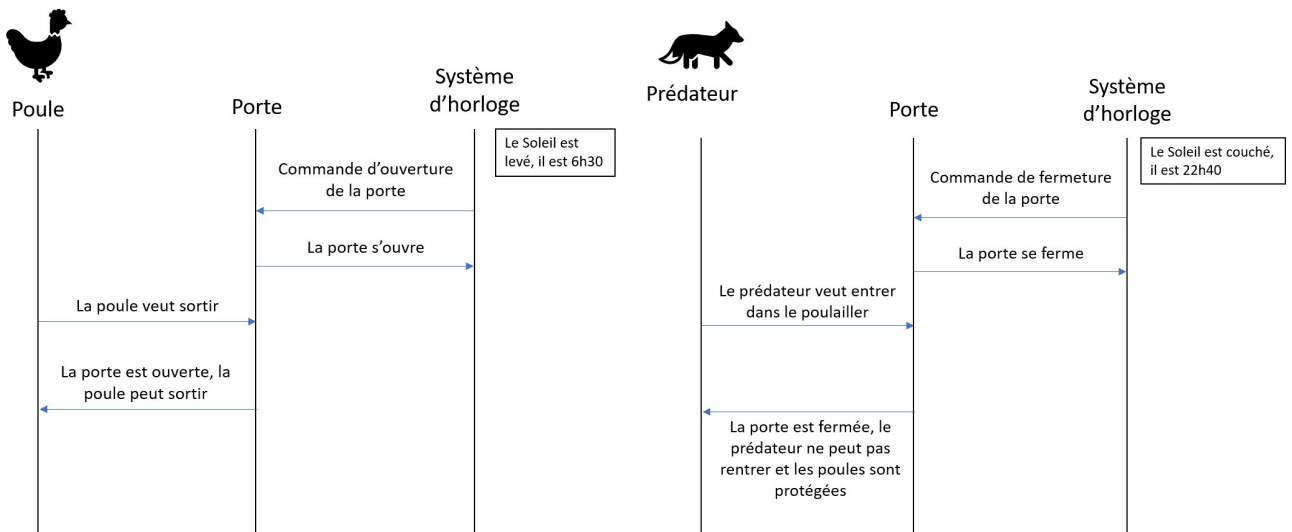 Poule
Porte
Système
d’horloge
Le Soleil est
levé, il est 6h30
Commande d’ouverture
de la porte
La porte s’ouvre
La poule veut sortir
La porte est ouverte, la
poule peut sortir
Prédateur
Porte
Système
d’horloge
Le Soleil est couché,
il est 22h40
Commande de fermeture
de la porte
La porte se ferme
Le prédateur veut entrer
dans le poulailler
La porte est fermée, le
prédateur ne peut pas
rentrer et les poules sont
protégées